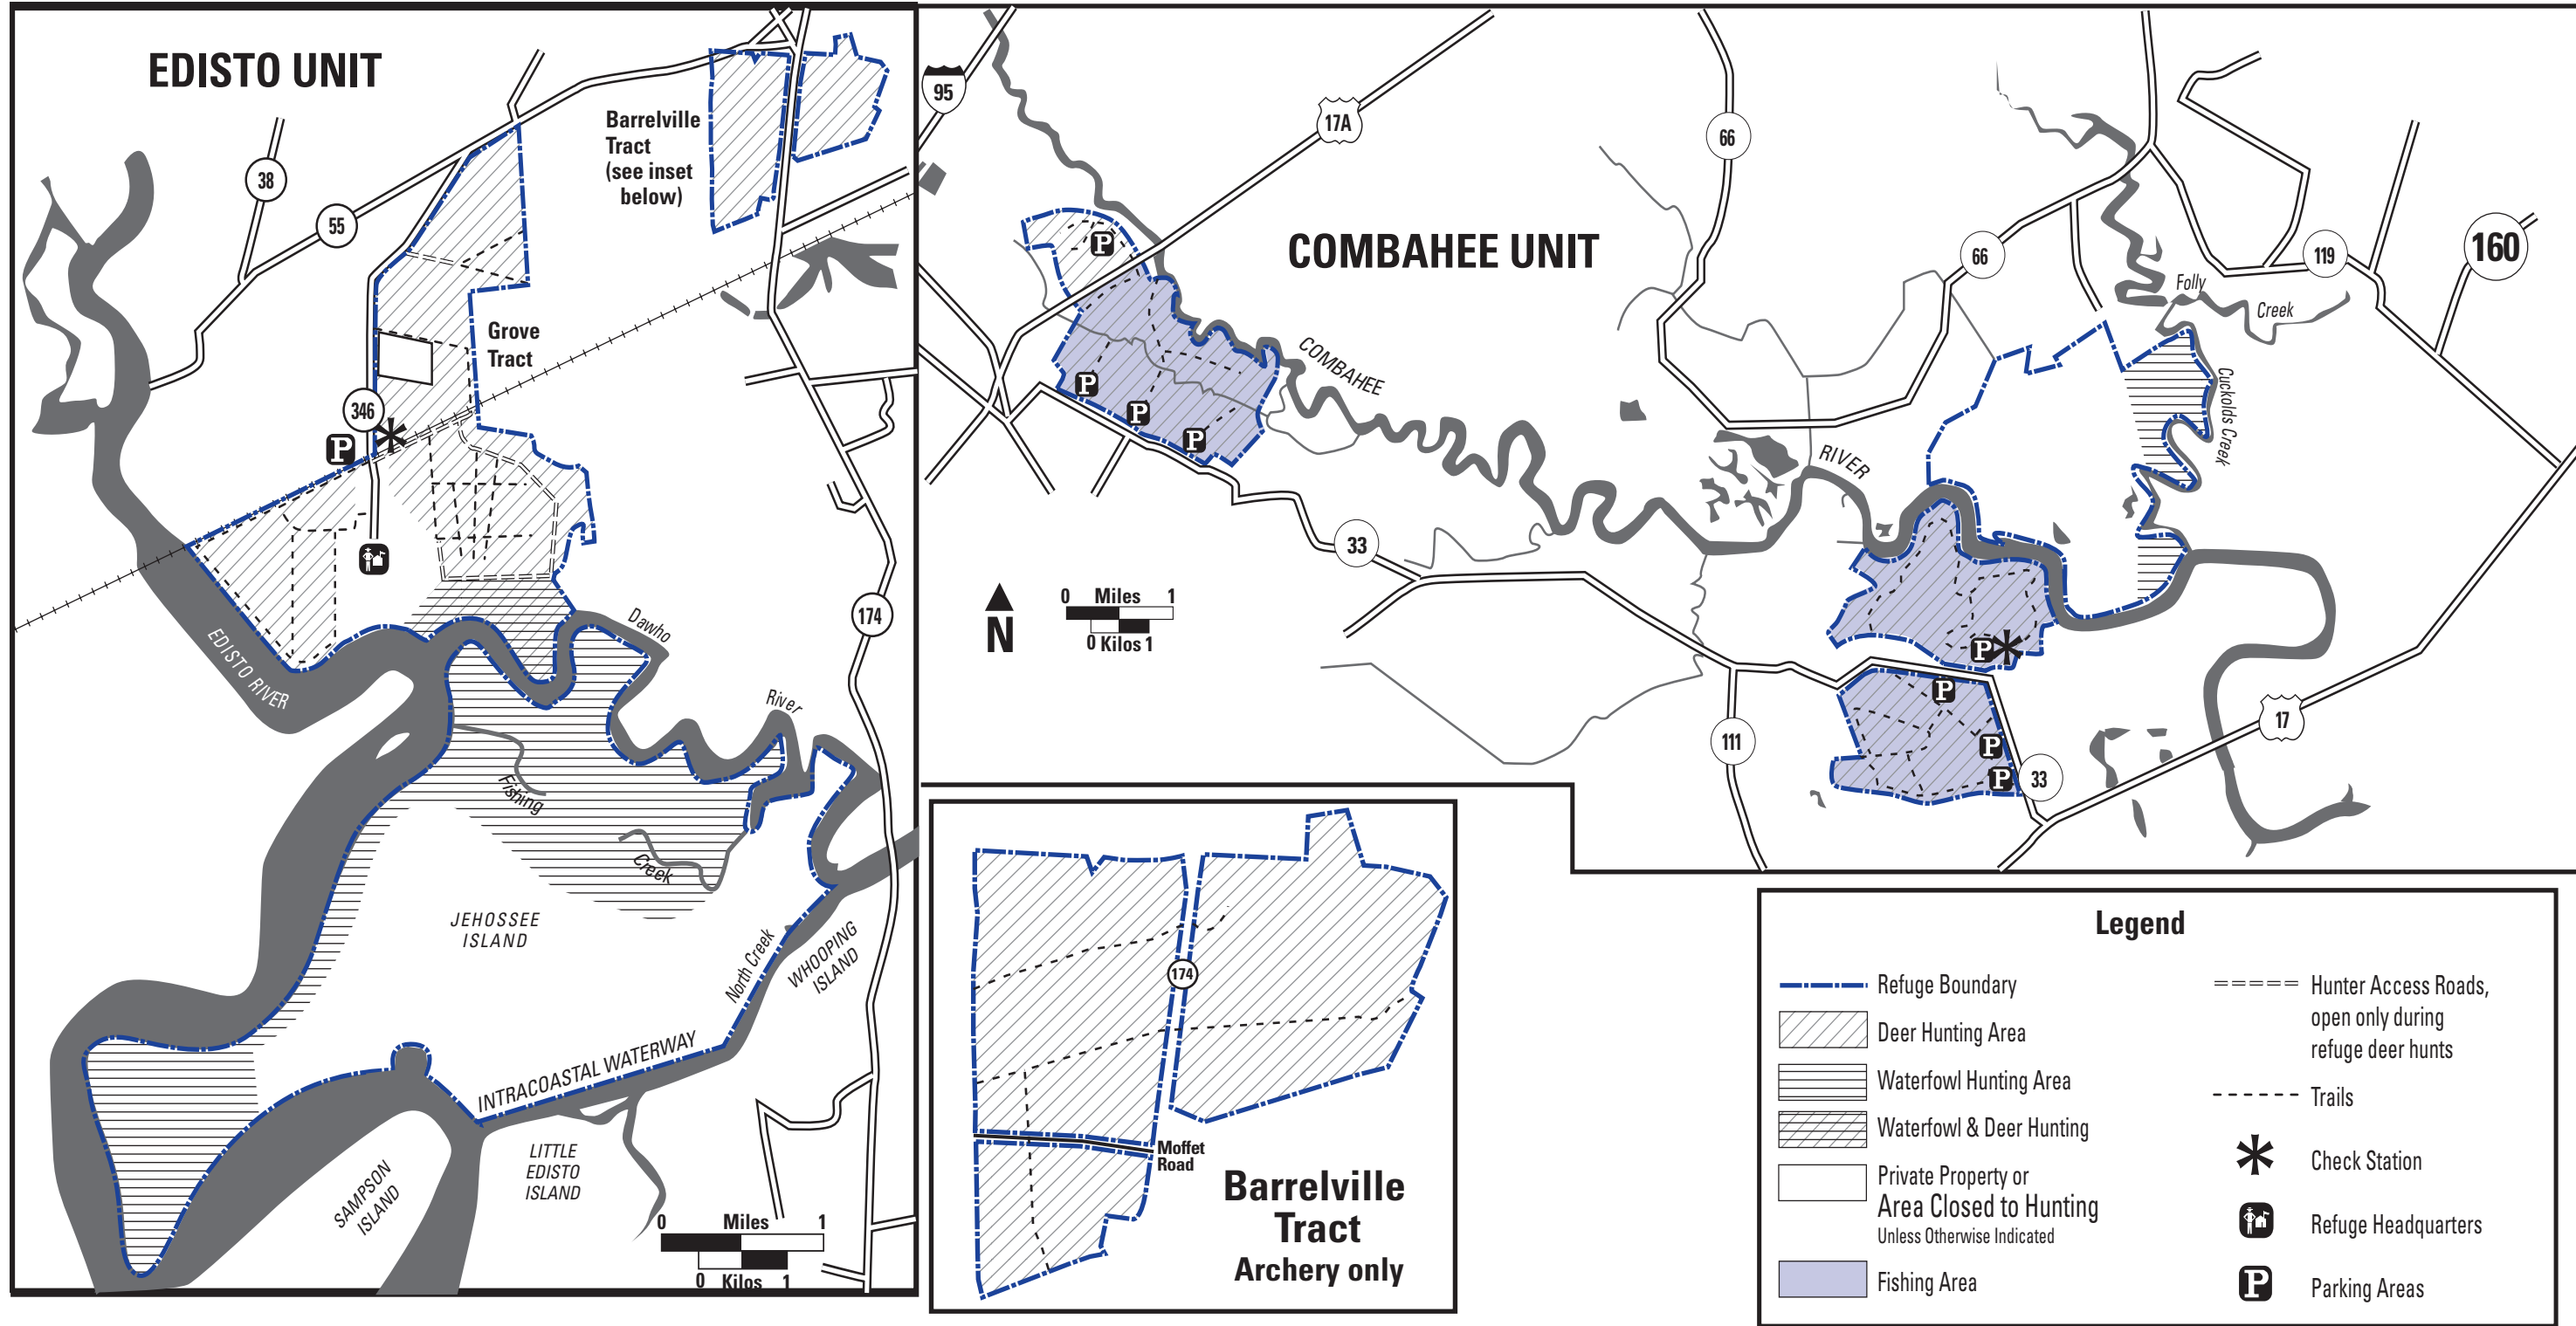 EDISTO UNIT
38
55
Barrelville
Tract
(see inset
below)
Grove
Tract
346
P
EDISTO RIVER
Dawho
River
174
Fishing
Creek
JEHOSSEE
ISLAND
North Creek
WHOOPING
ISLAND
INTRACOASTAL WATERWAY
SAMPSON
ISLAND
LITTLE
EDISTO
ISLAND
0 Miles 1
0 Kilos 1
COMBAHEE UNIT
95
17A
66
66
119
160
P
P
P
P
COMBAHEE
RIVER
Folly
Creek
Cuckolds Creek
33
N
0 Miles 1
0 Kilos 1
P
P
P
P
111
33
17
174
Moffet
Road
Barrelville
Tract
Archery only
Legend
Refuge Boundary
Deer Hunting Area
Waterfowl Hunting Area
Waterfowl & Deer Hunting
Private Property or
Area Closed to Hunting
Unless Otherwise Indicated
Fishing Area
Hunter Access Roads,
open only during
refuge deer hunts
Trails
Check Station
Refuge Headquarters
P
Parking Areas